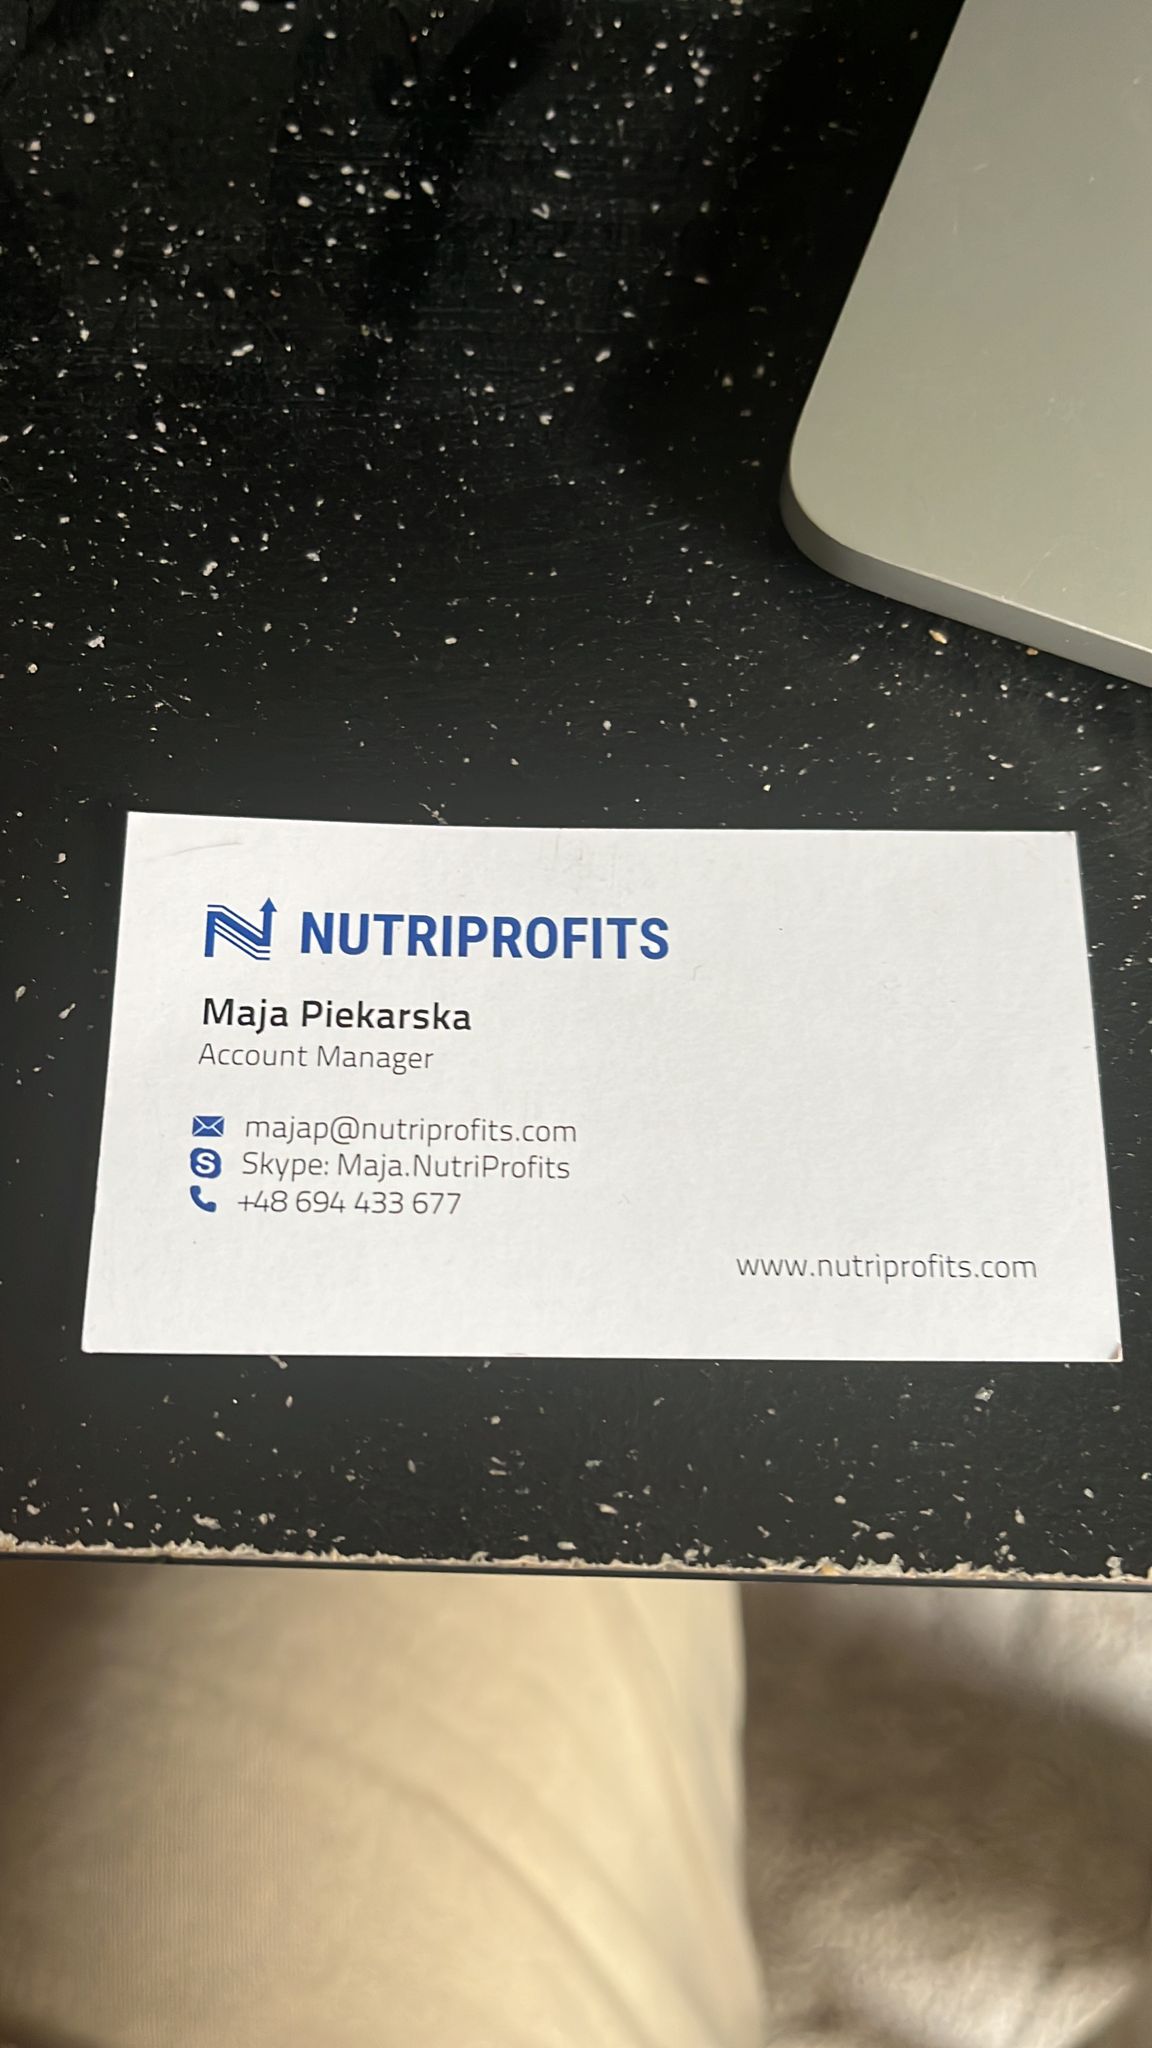 NUTRIPROFITS
Maja Piekarska
Account Manager
majap@nutriprofits.com
Skype: Maja.NutriProfits
+48 694 433 677
www.nutriprofits.com